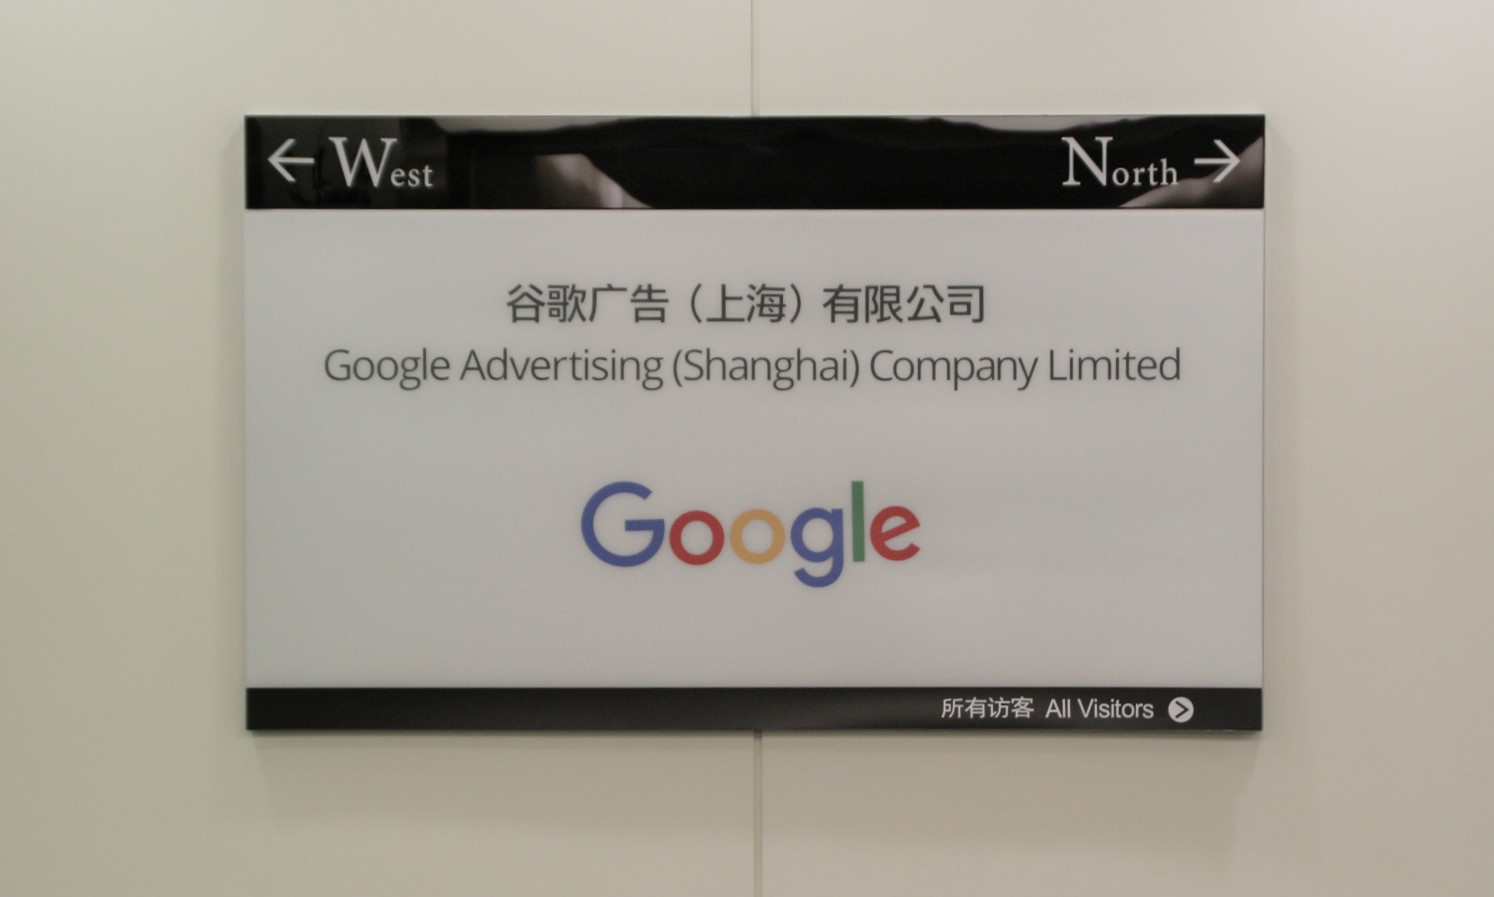 ← West North →
谷歌广告（上海）有限公司
Google Advertising (Shanghai) Company Limited
Google
所有访客 All Visitors